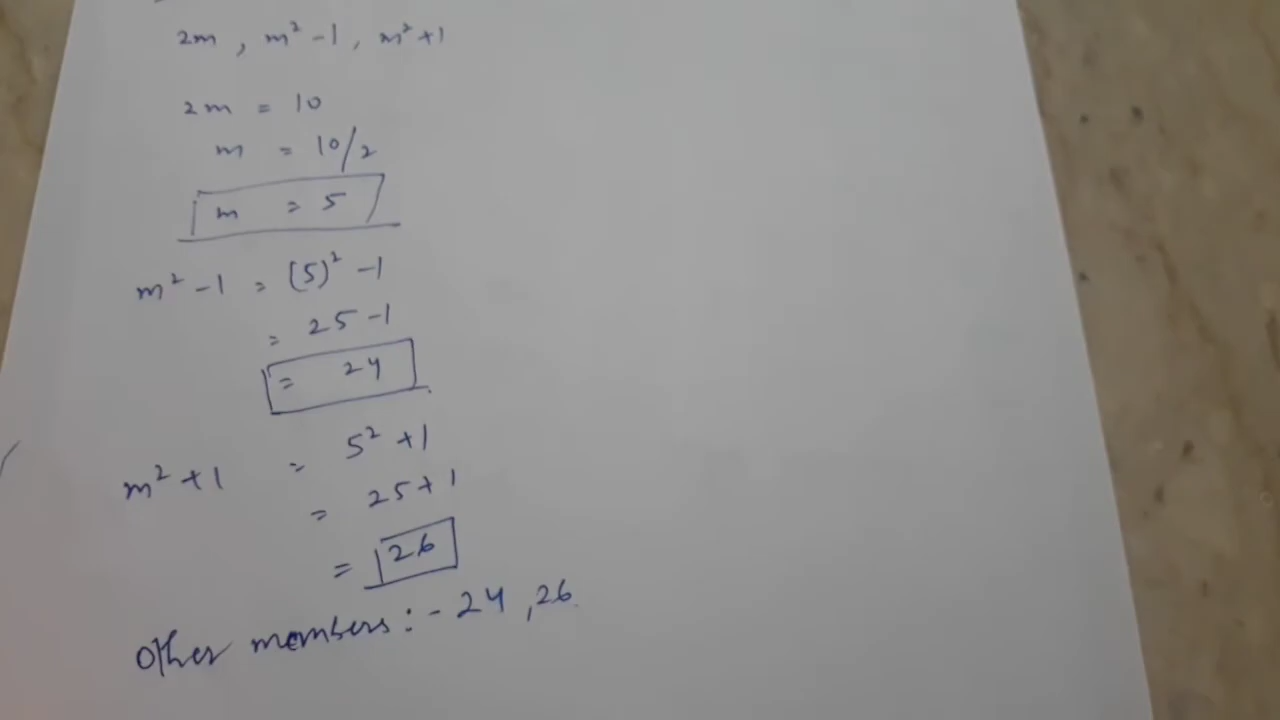 2m , m² -1 , m² +1
2m = 10
m = 10/2
m = 5
m² -1 = (5)² -1
= 25 -1
= 24
m² +1 = 5² +1
= 25 + 1
= 26
Other members : - 24 , 26.